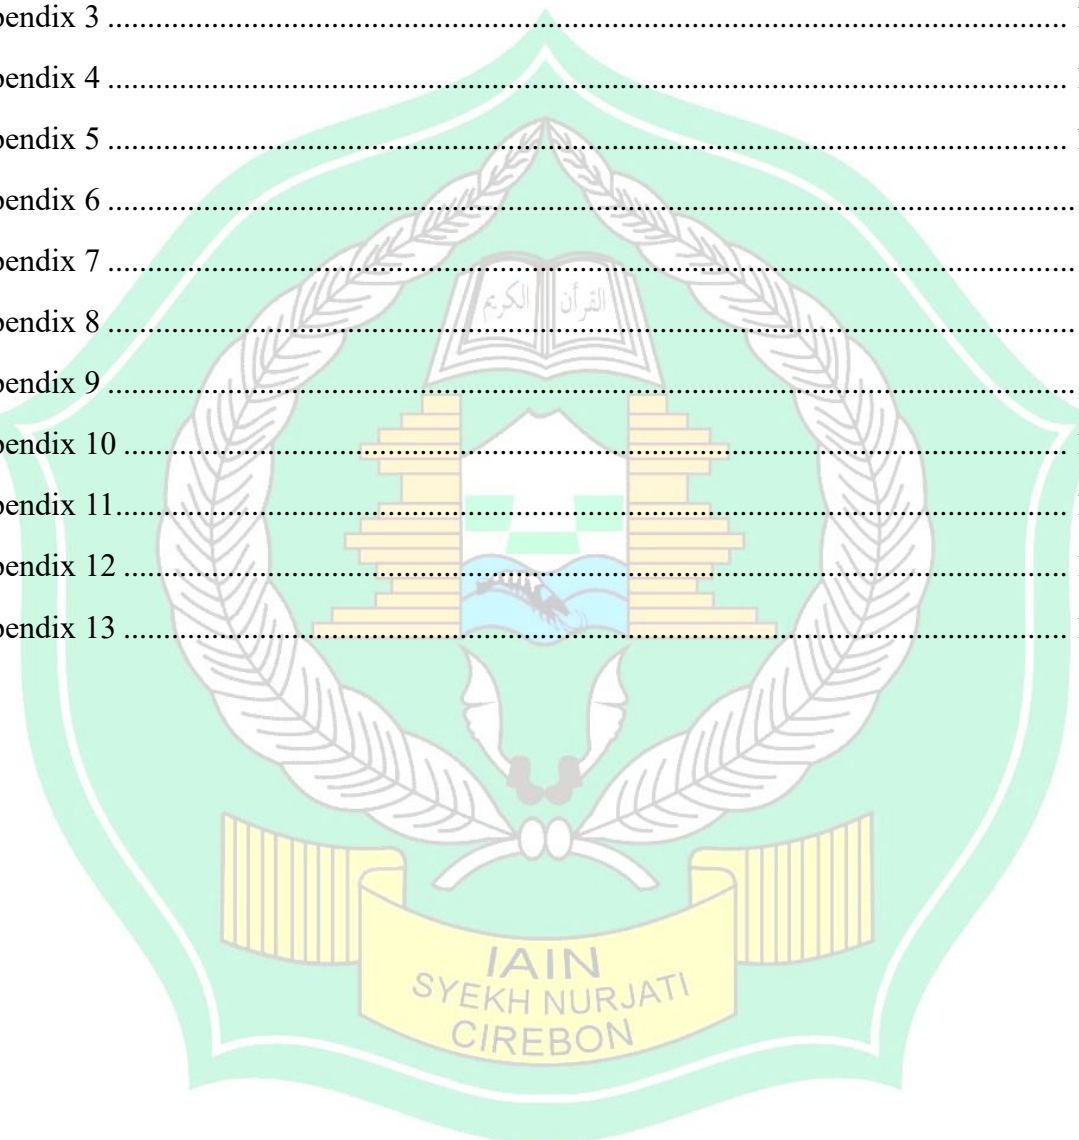 pendix 3 ........................................................................................................................
pendix 4 ........................................................................................................................
pendix 5 ........................................................................................................................
pendix 6 ........................................................................................................................
pendix 7 ........................................................................................................................
القرآن الكريم
pendix 8 ........................................................................................................................
pendix 9 ........................................................................................................................
pendix 10 ......................................................................................................................
pendix 11......................................................................................................................
pendix 12 ......................................................................................................................
pendix 13 ......................................................................................................................
IAIN
SYEKH NURJATI
CIREBON